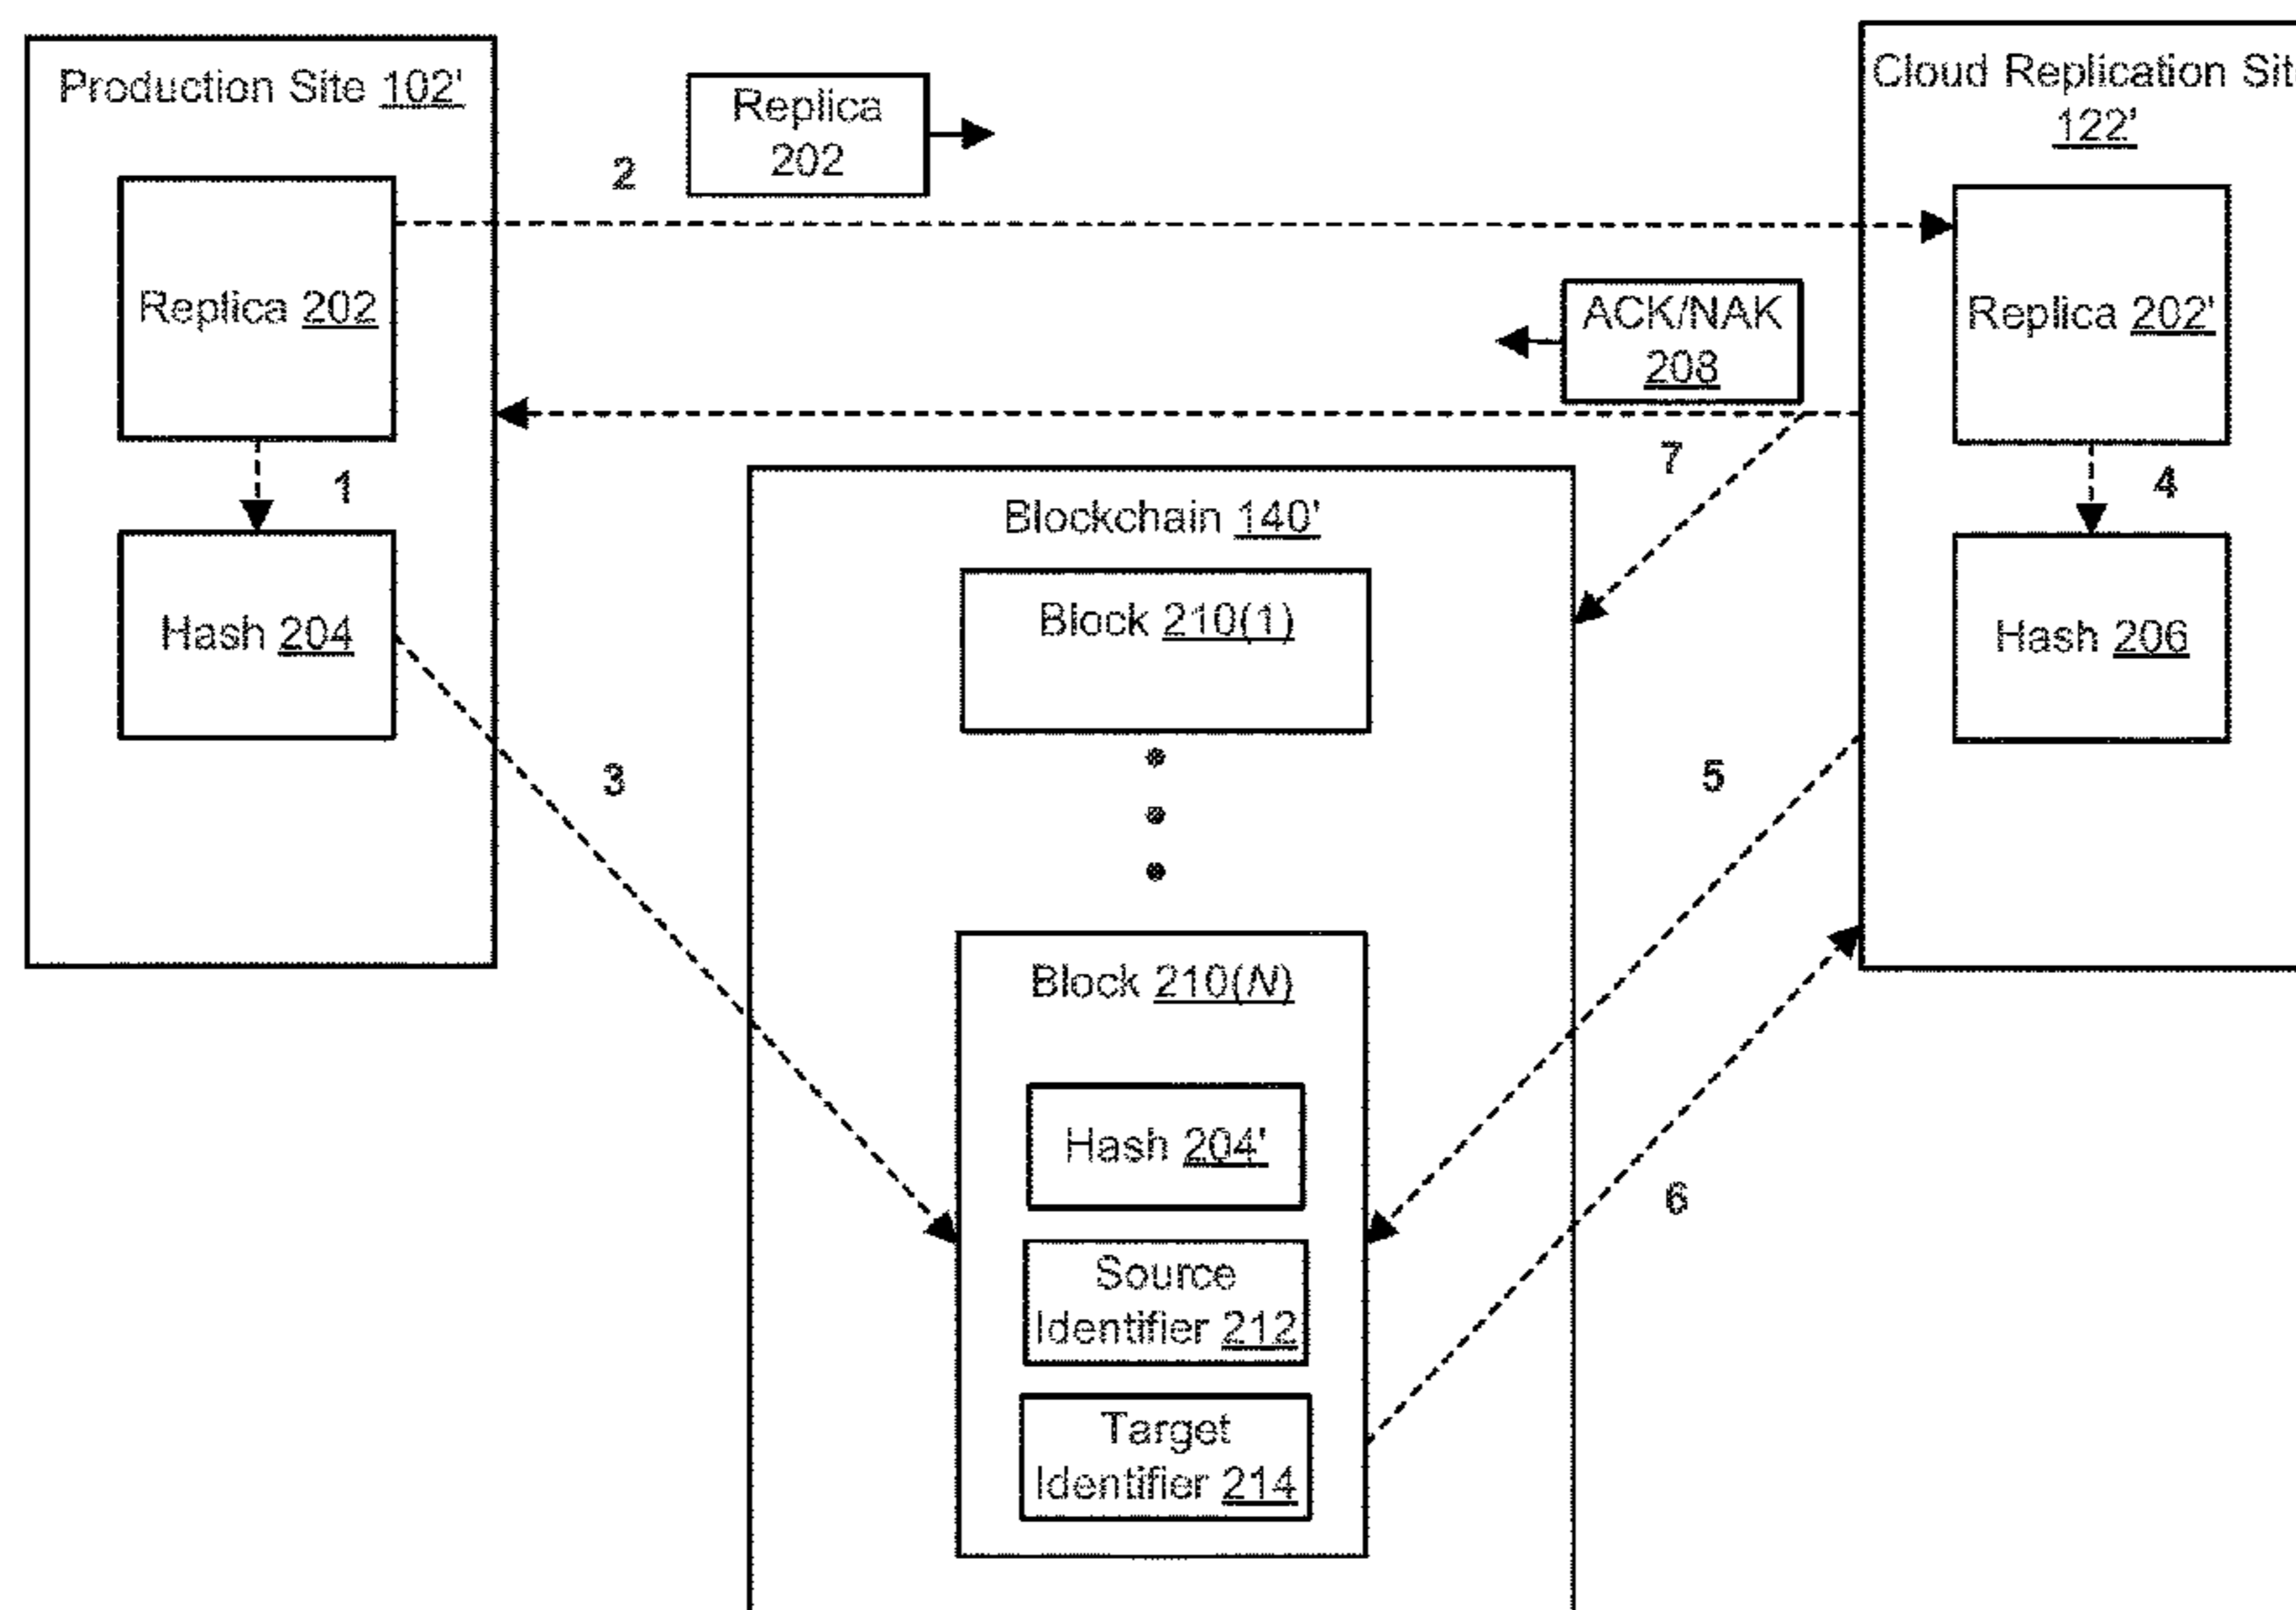 Production Site 102'
Cloud Replication Sit
122'
Replica
202
2
Replica 202
Replica 202'
ACK/NAK
208
1
7
4
Hash 204
Hash 206
Blockchain 140'
Block 210(1)
3
5
Block 210(N)
Hash 204'
6
Source
Identifier 212
Target
Identifier 214